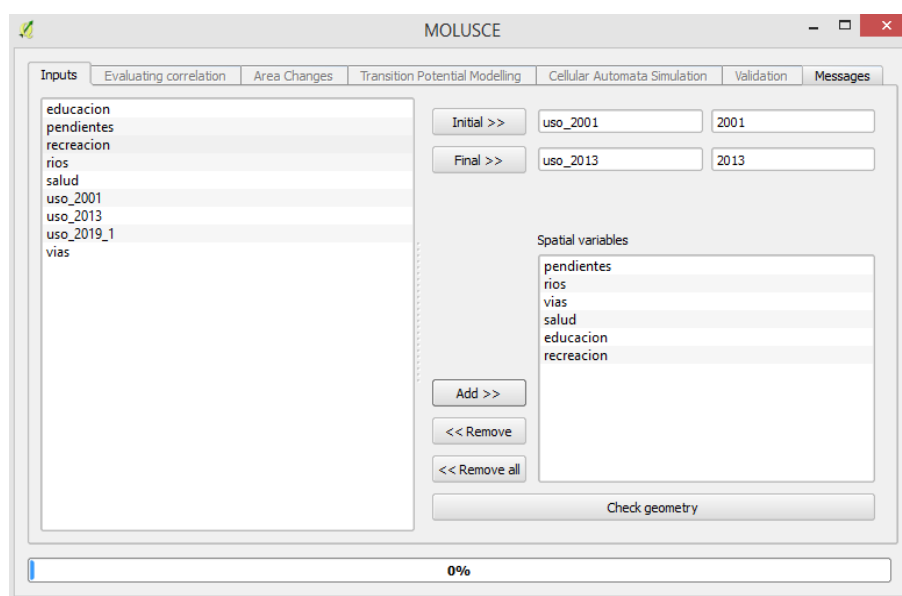 MOLUSCE
Inputs Evaluating correlation Area Changes Transition Potential Modelling Cellular Automata Simulation Validation Messages
educacion
pendientes
recreacion
rios
salud
uso_2001
uso_2013
uso_2019_1
vias
Initial >> uso_2001 2001
Final >> uso_2013 2013
Spatial variables
pendientes
rios
vias
salud
educacion
recreacion
Add >>
<< Remove
<< Remove all
Check geometry
0%